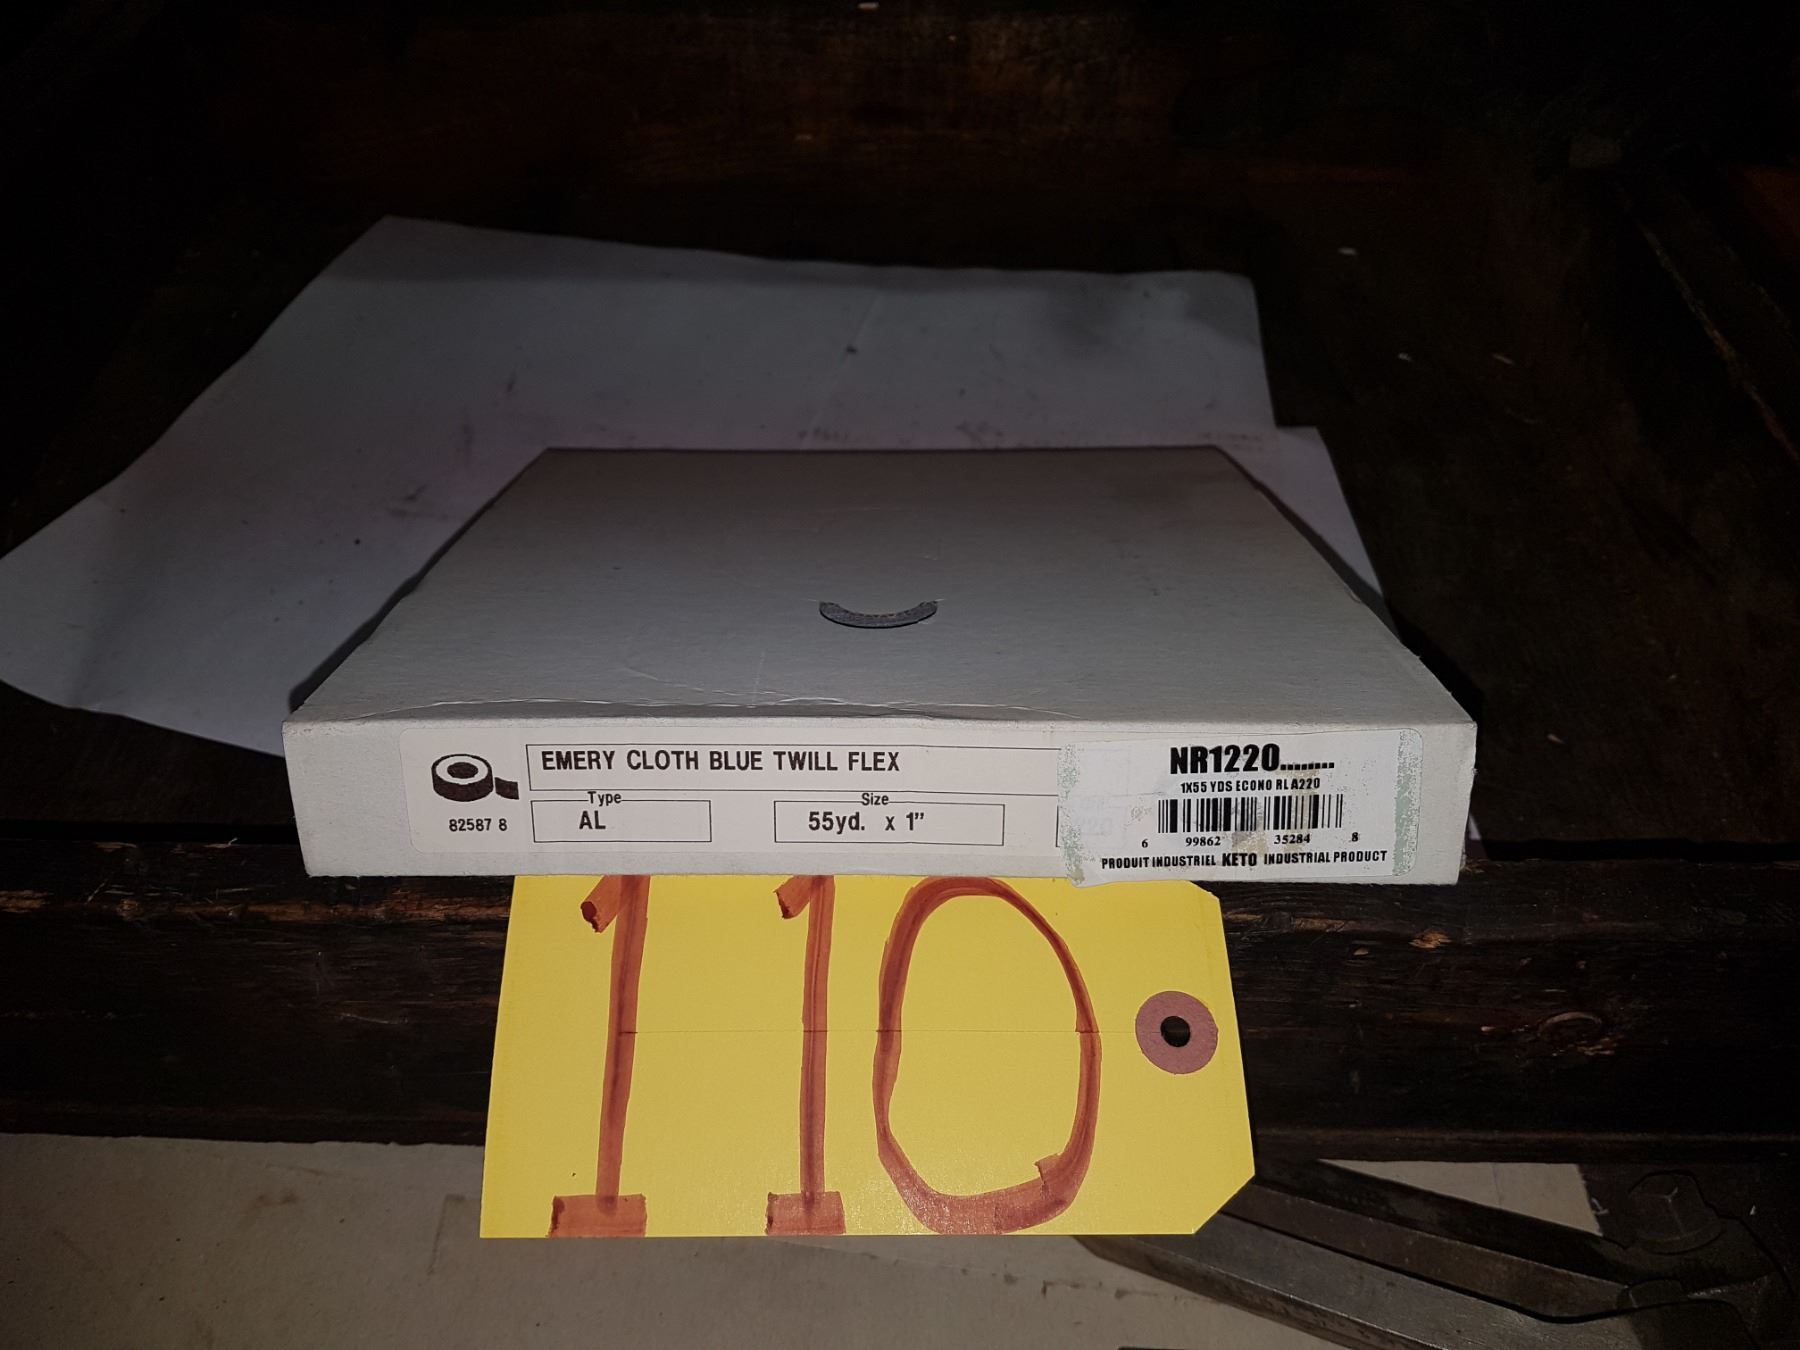 EMERY CLOTH BLUE TWILL FLEX
Type
AL
Size
55yd. x 1"
82587 8
NR1220........
1X55 YDS ECONO RL A220
6 99862 35284 8
PRODUIT INDUSTRIEL KETO INDUSTRIAL PRODUCT
110